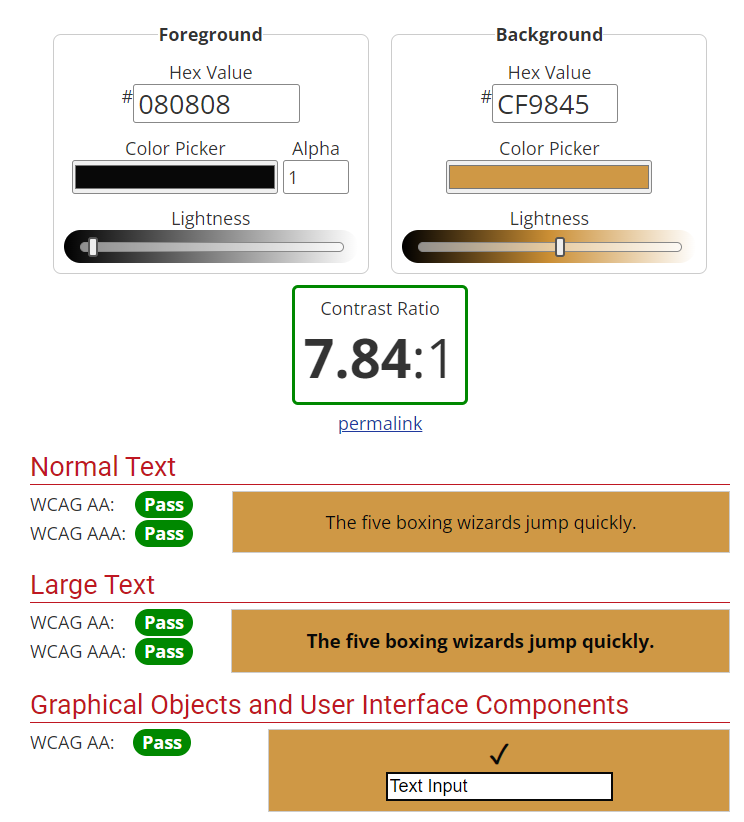 Foreground
Background
Hex Value
Hex Value
#080808
#CF9845
Color Picker
Alpha
Color Picker
1
Lightness
Lightness
Contrast Ratio
7.84:1
permalink
Normal Text
WCAG AA: Pass
WCAG AAA: Pass
The five boxing wizards jump quickly.
Large Text
WCAG AA: Pass
WCAG AAA: Pass
The five boxing wizards jump quickly.
Graphical Objects and User Interface Components
WCAG AA: Pass
✓
Text Input